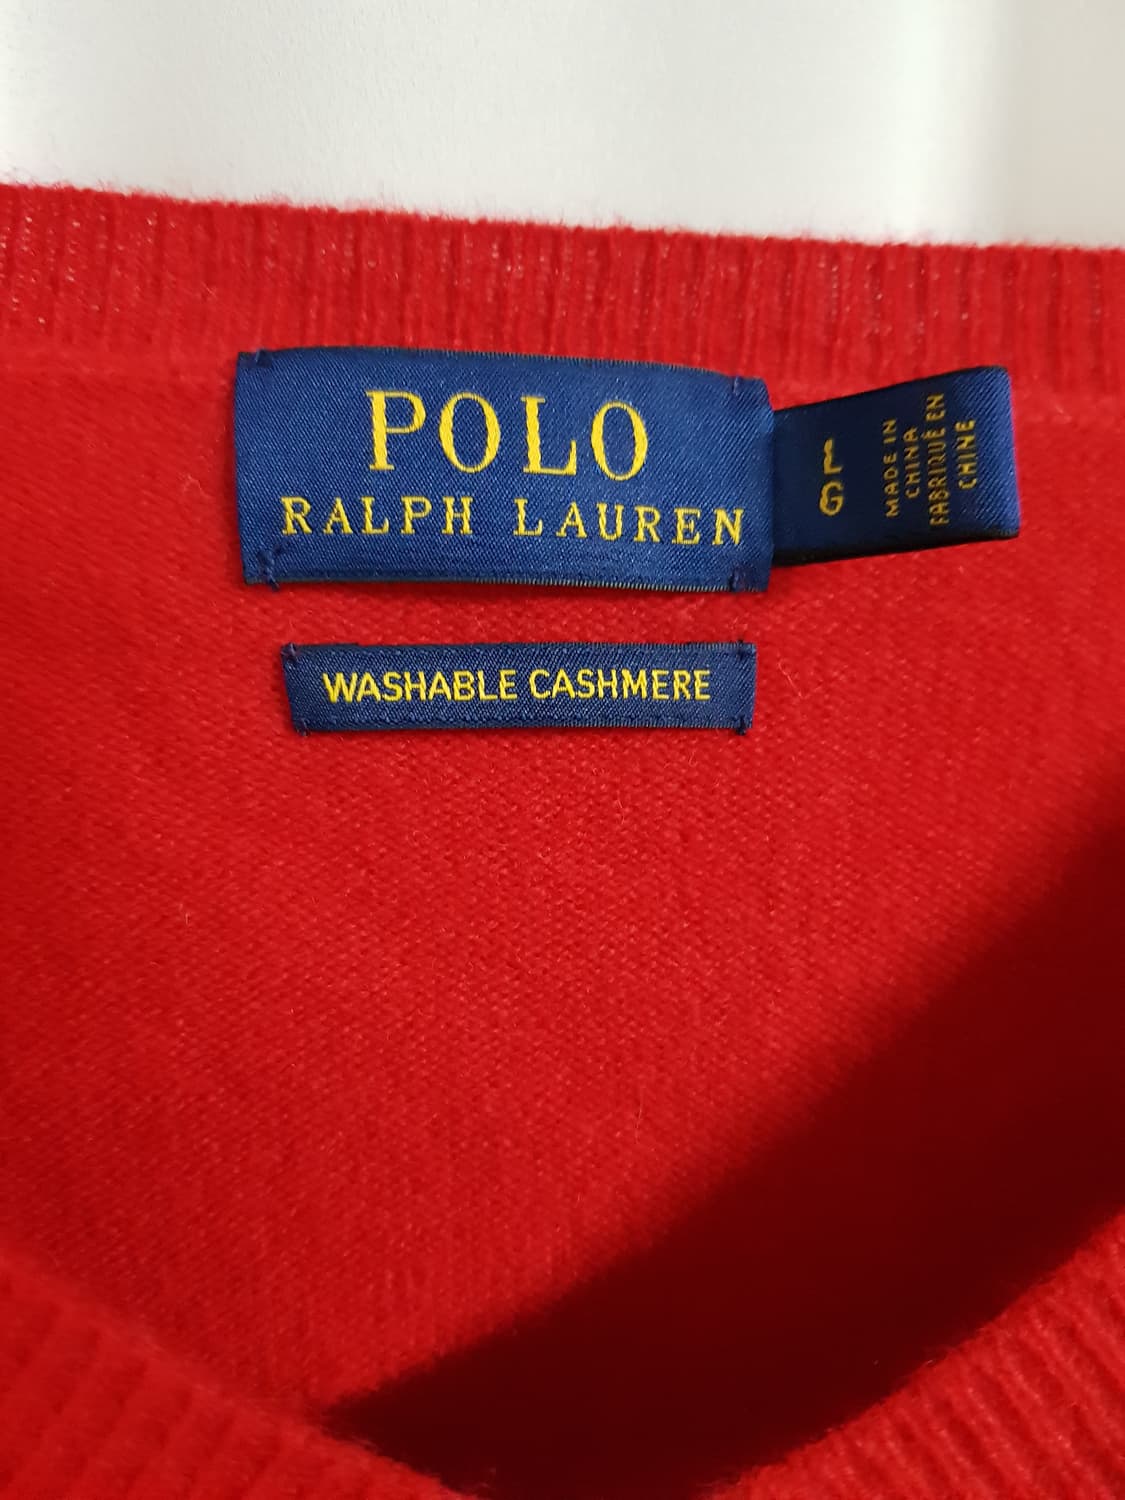 POLO
RALPH LAUREN
L
G
MADE IN
CHINA
FABRIQUÉ EN
CHINE
WASHABLE CASHMERE